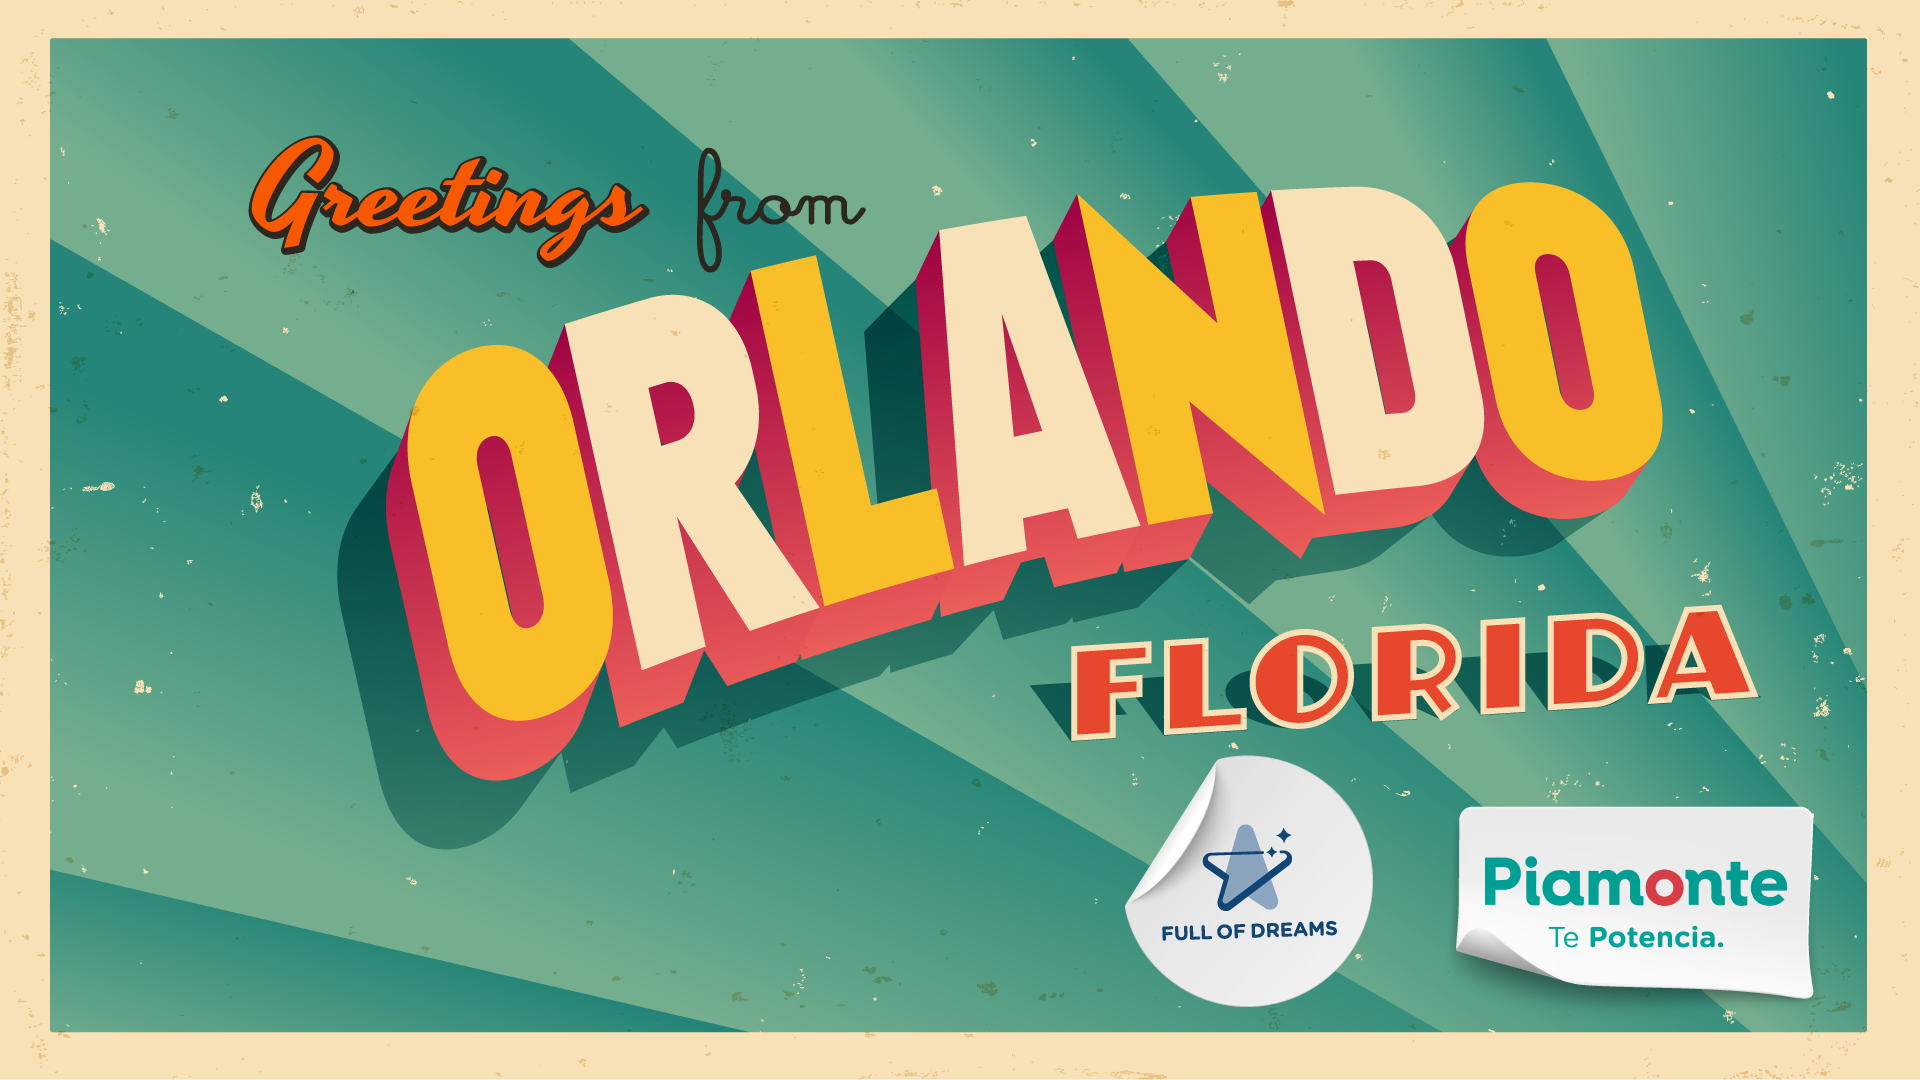 Greetings from
ORLANDO
FLORIDA
FULL OF DREAMS
Piamonte
Te Potencia.